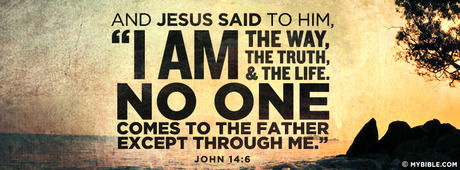 AND JESUS SAID TO HIM,
“I AM THE WAY,
THE TRUTH,
& THE LIFE.
NO ONE
COMES TO THE FATHER
EXCEPT THROUGH ME.”
JOHN 14:6
© MYBIBLE.COM